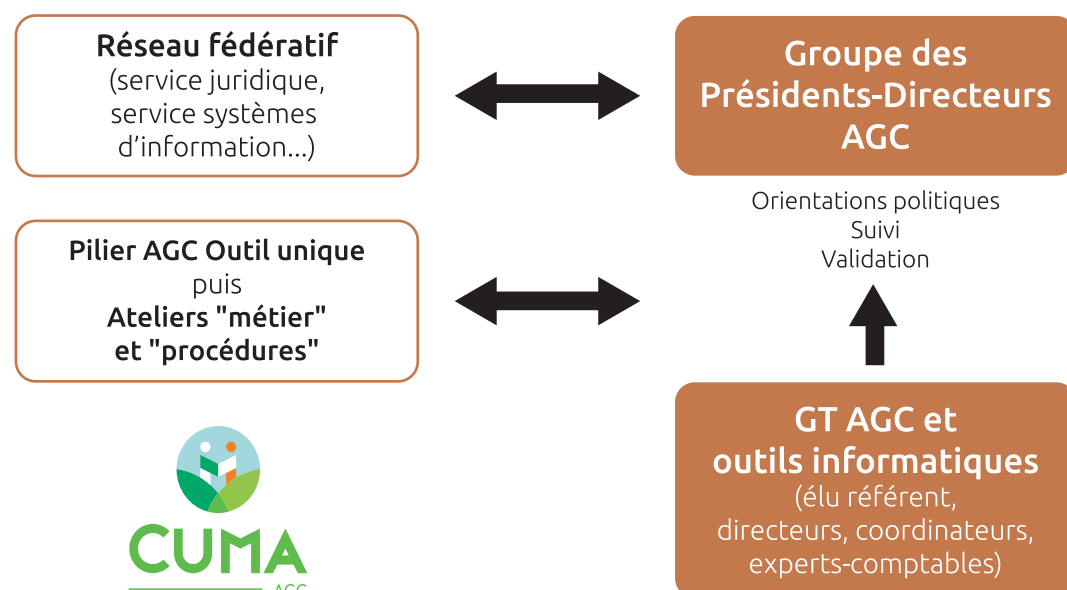 Réseau fédératif
(service juridique,
service systèmes
d'information...)
Groupe des
Présidents-Directeurs
AGC
Orientations politiques
Suivi
Validation
Pilier AGC Outil unique
puis
Ateliers "métier"
et "procédures"
GT AGC et
outils informatiques
(élu référent,
directeurs, coordinateurs,
experts-comptables)
CUMA
AGC